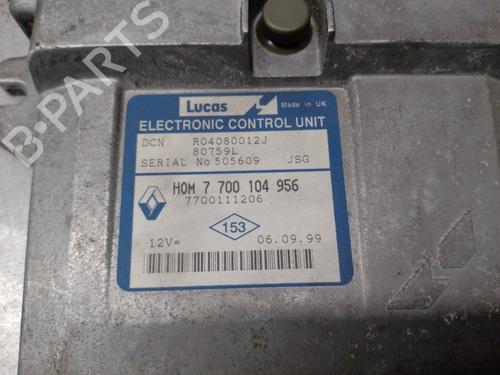 Lucas
Made in UK
ELECTRONIC CONTROL UNIT
DCN R04080012J
80759L
SERIAL No 505609 JSG
HOM 7 700 104 956
7700111206
153
12V= 06.09.99
B-PARTS